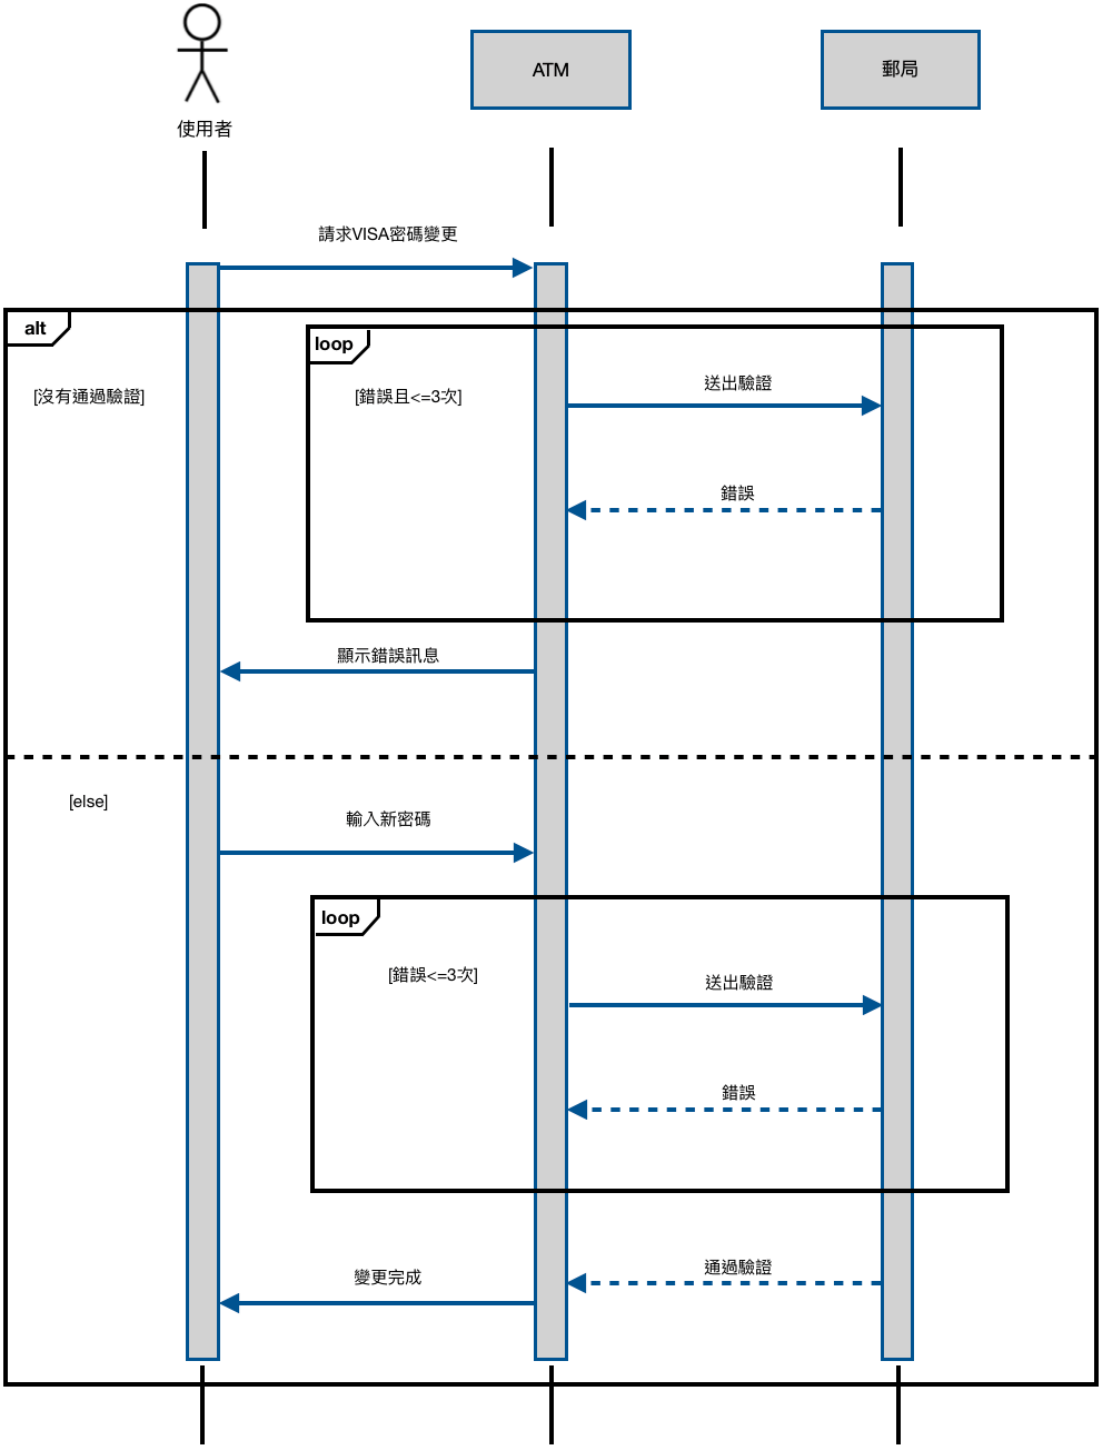 使用者
ATM
郵局
請求VISA密碼變更
alt
loop
[沒有通過驗證]
[錯誤且<=3次]
送出驗證
錯誤
顯示錯誤訊息
[else]
輸入新密碼
loop
[錯誤<=3次]
送出驗證
錯誤
通過驗證
變更完成